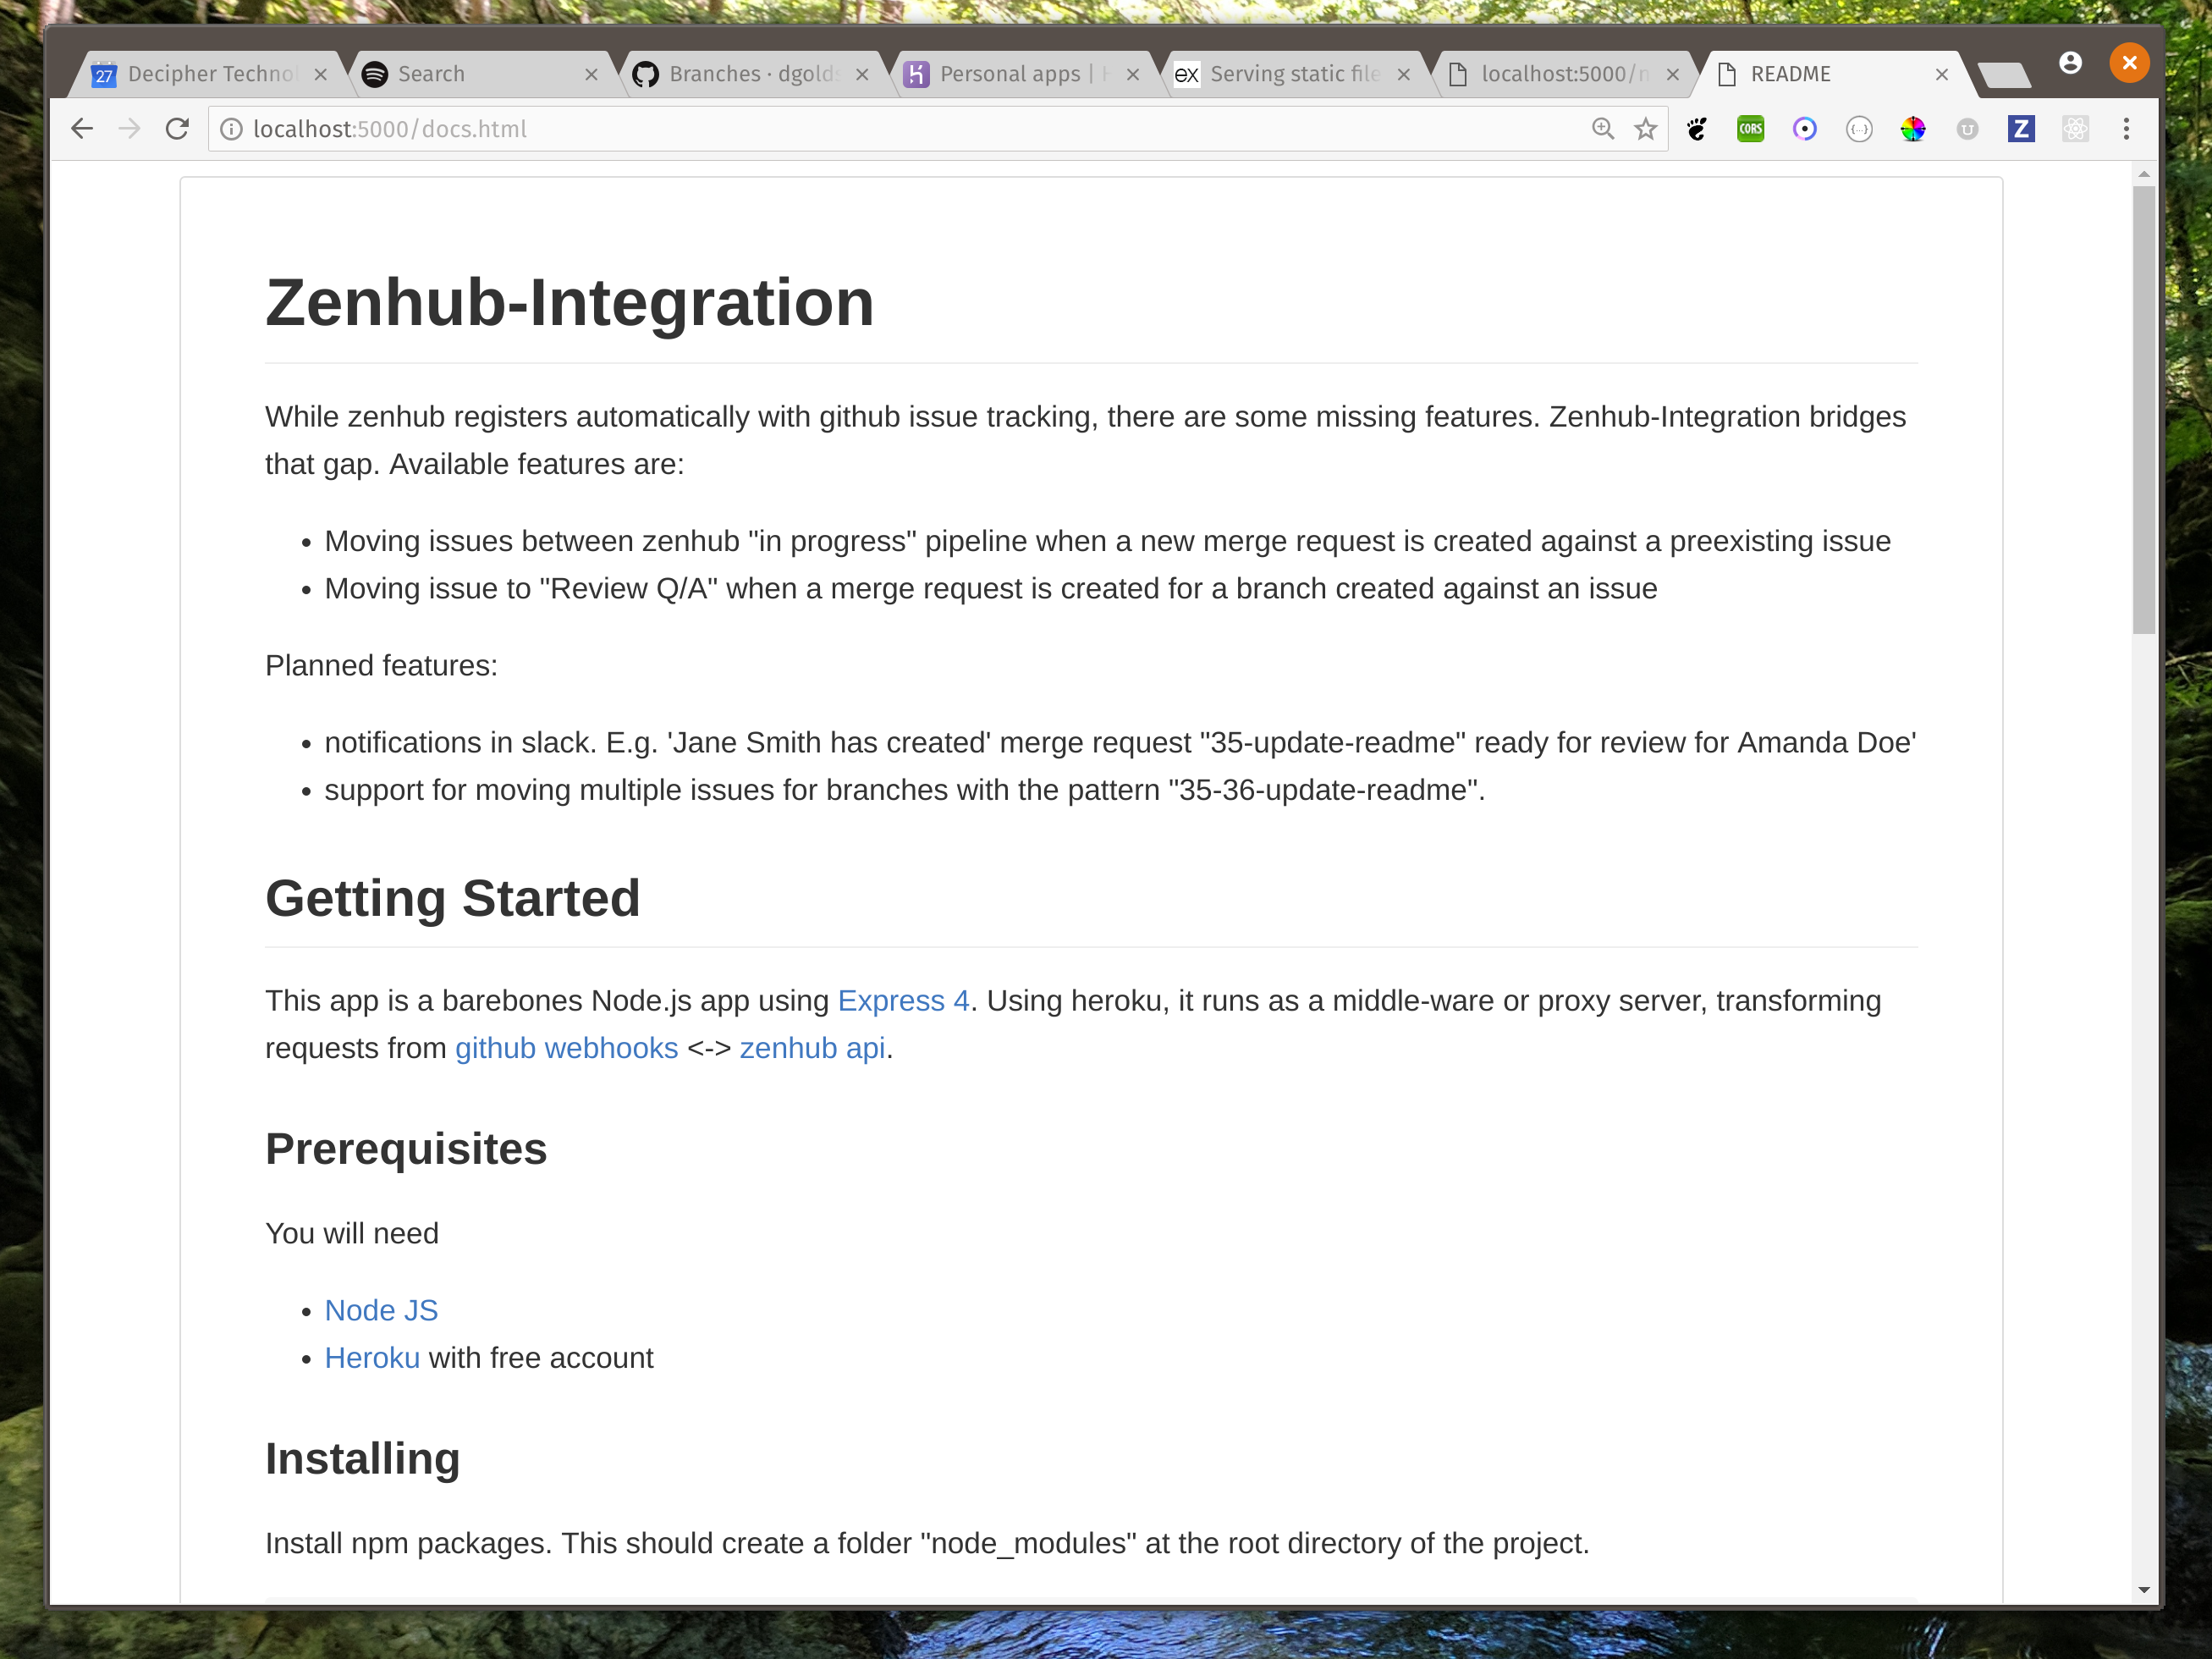 27 Decipher Techno
Search
Branches · dgolds
Personal apps |
ex Serving static file
localhost:5000/n
README
localhost:5000/docs.html
CORS
{...}
U
Z
Zenhub-Integration
While zenhub registers automatically with github issue tracking, there are some missing features. Zenhub-Integration bridges
that gap. Available features are:
• Moving issues between zenhub "in progress" pipeline when a new merge request is created against a preexisting issue
• Moving issue to "Review Q/A" when a merge request is created for a branch created against an issue
Planned features:
• notifications in slack. E.g. 'Jane Smith has created' merge request "35-update-readme" ready for review for Amanda Doe'
• support for moving multiple issues for branches with the pattern "35-36-update-readme".
Getting Started
This app is a barebones Node.js app using Express 4. Using heroku, it runs as a middle-ware or proxy server, transforming
requests from github webhooks <-> zenhub api.
Prerequisites
You will need
• Node JS
• Heroku with free account
Installing
Install npm packages. This should create a folder "node_modules" at the root directory of the project.